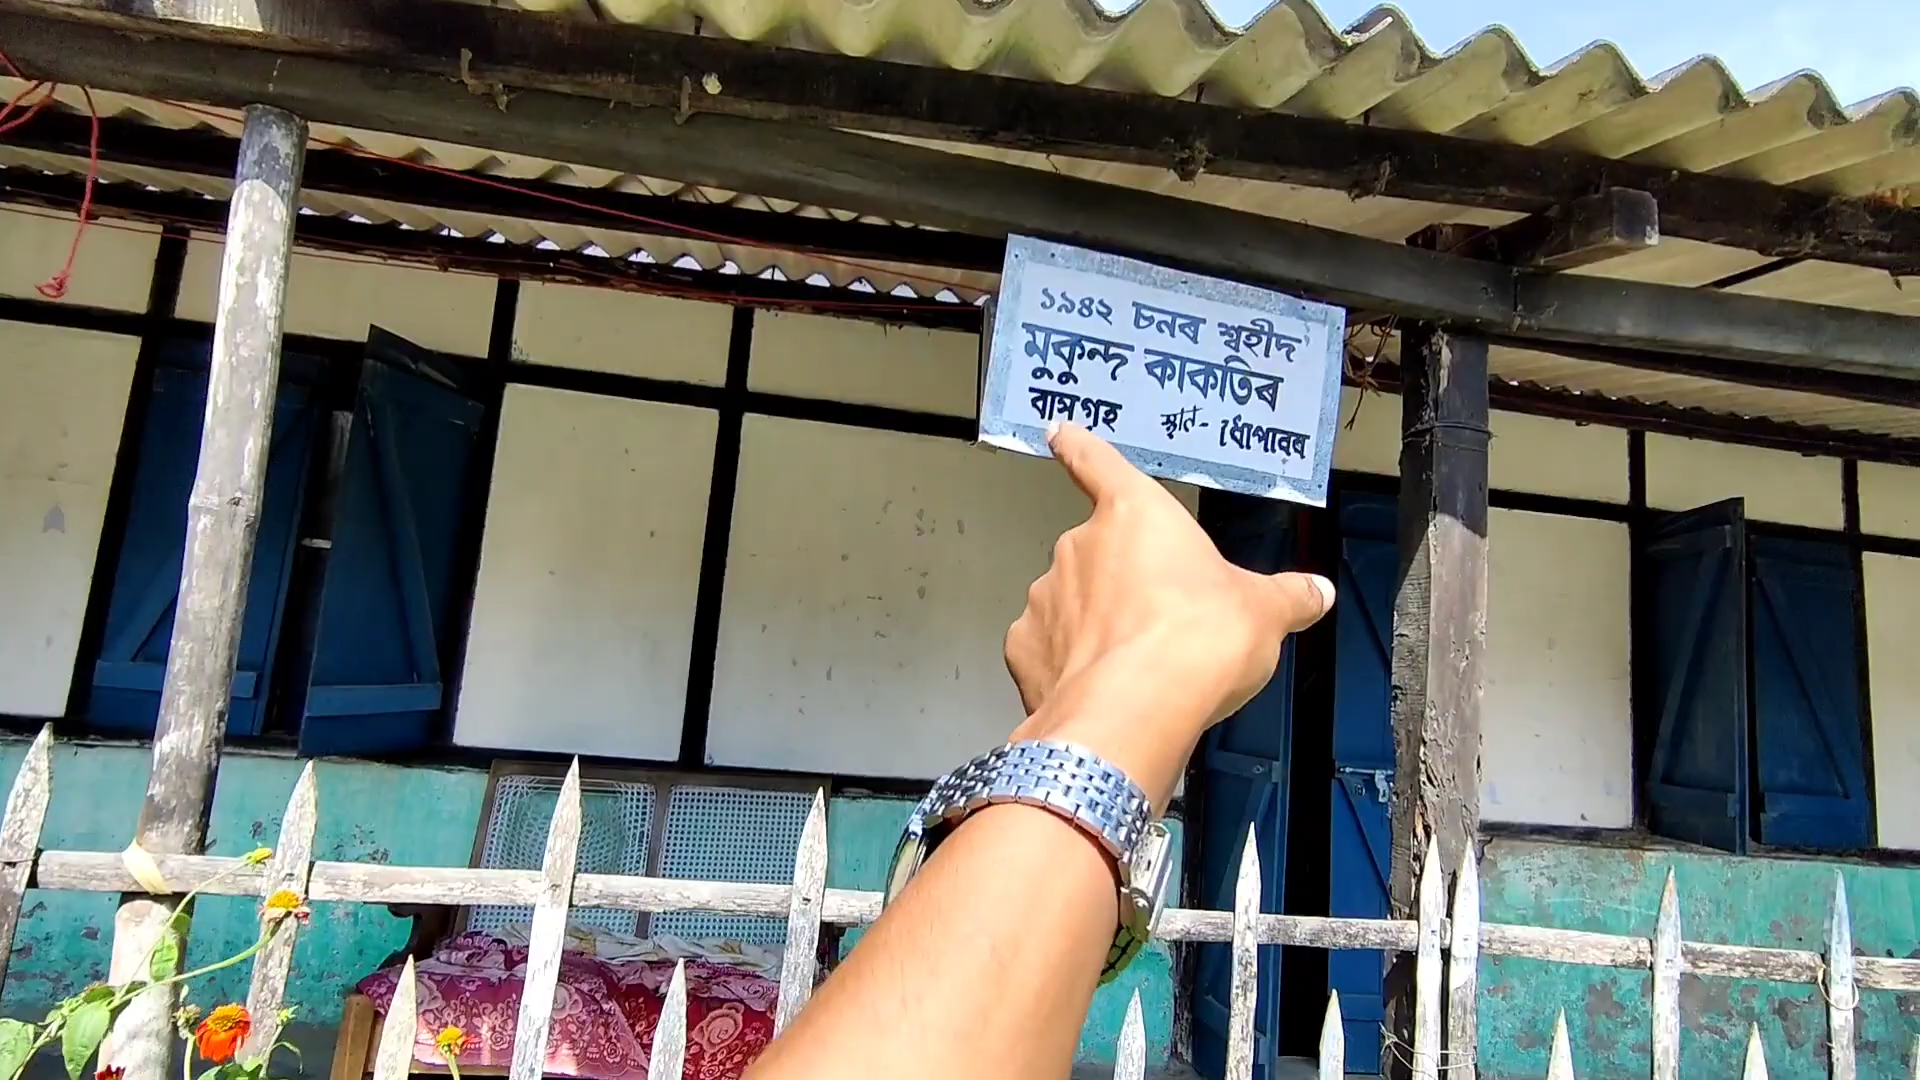 ১৯৪২ চনৰ শ্বহীদ
মুকুন্দ কাকতিৰ
বাসগৃহ স্থান - ধোপাবৰ